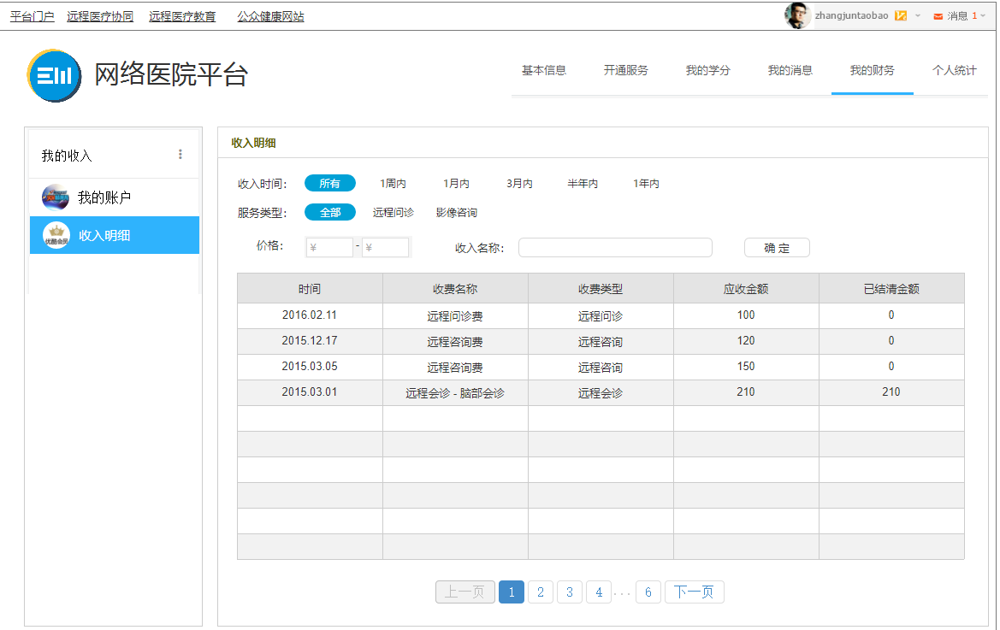 平台门户 远程医疗协同 远程医疗教育 公众健康网站 zhangjuntaobao 消息 1
网络医院平台
基本信息 开通服务 我的学分 我的消息 我的财务 个人统计
我的收入
我的账户
优酷会员 收入明细
收入明细
收入时间： 所有 1周内 1月内 3月内 半年内 1年内
服务类型： 全部 远程问诊 影像咨询
价格： ¥ - ¥ 收入名称： 确 定
时间 收费名称 收费类型 应收金额 已结清金额
2016.02.11 远程问诊费 远程问诊 100 0
2015.12.17 远程咨询费 远程咨询 120 0
2015.03.05 远程咨询费 远程咨询 150 0
2015.03.01 远程会诊 - 脑部会诊 远程会诊 210 210
上一页 1 2 3 4 ... 6 下一页